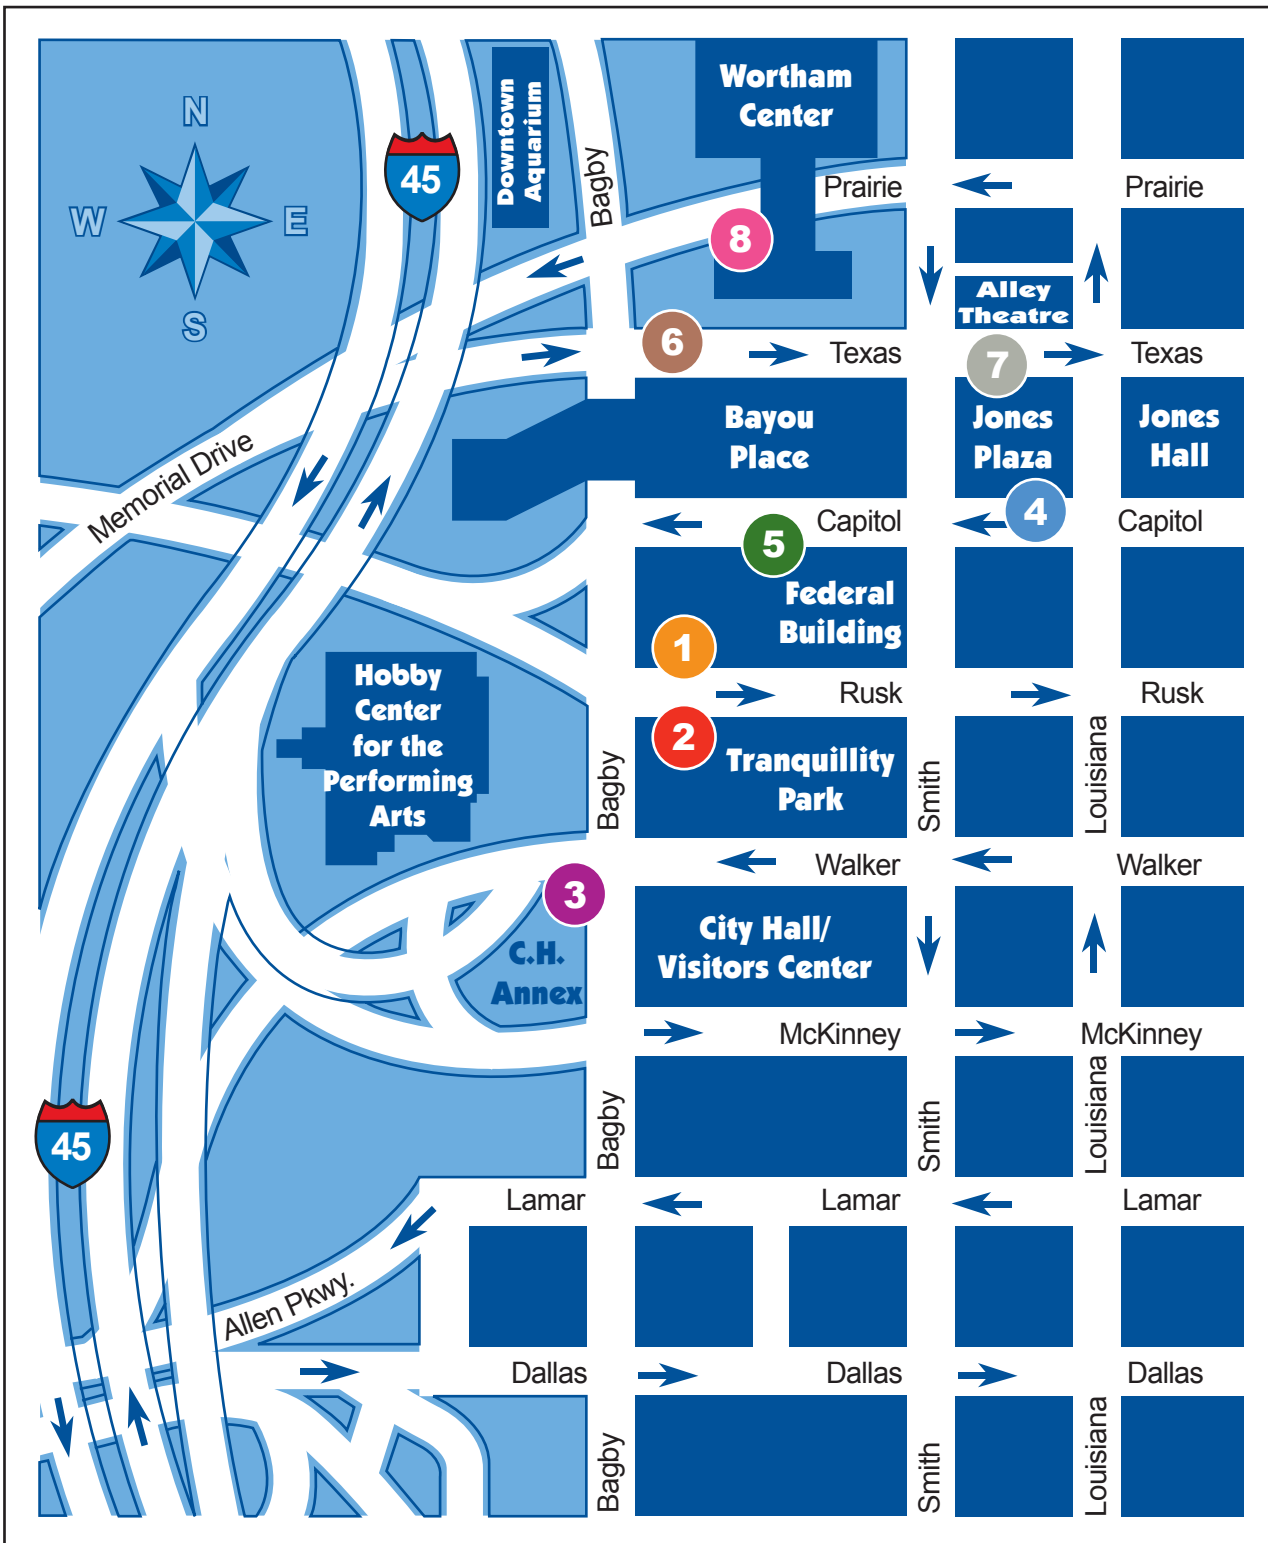 Wortham
Center
Downtown
Aquarium
N
W
E
S
45
Bagby
Prairie
Prairie
8
Alley
Theatre
6
Texas
7
Texas
Bayou
Place
Jones
Plaza
Jones
Hall
Memorial Drive
Capitol
4
Capitol
5
Federal
Building
1
Hobby
Center
for the
Performing
Arts
Rusk
Rusk
2
Tranquillity
Park
Bagby
Smith
Louisiana
Walker
Walker
3
C.H.
Annex
City Hall/
Visitors Center
McKinney
McKinney
45
Bagby
Smith
Louisiana
Lamar
Lamar
Lamar
Allen Pkwy.
Dallas
Dallas
Dallas
Bagby
Smith
Louisiana